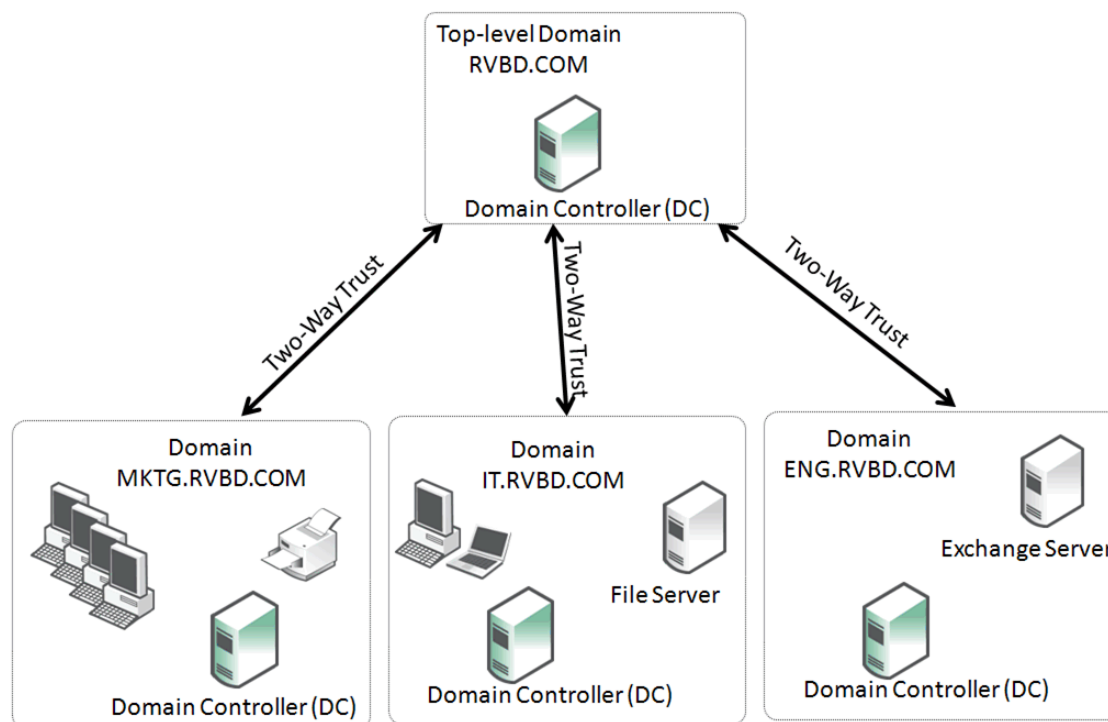 Top-level Domain
RVBD.COM
Domain Controller (DC)
Two-Way Trust
Two-Way Trust
Two-Way Trust
Domain
MKTG.RVBD.COM
Domain Controller (DC)
Domain
IT.RVBD.COM
File Server
Domain Controller (DC)
Domain
ENG.RVBD.COM
Exchange Server
Domain Controller (DC)